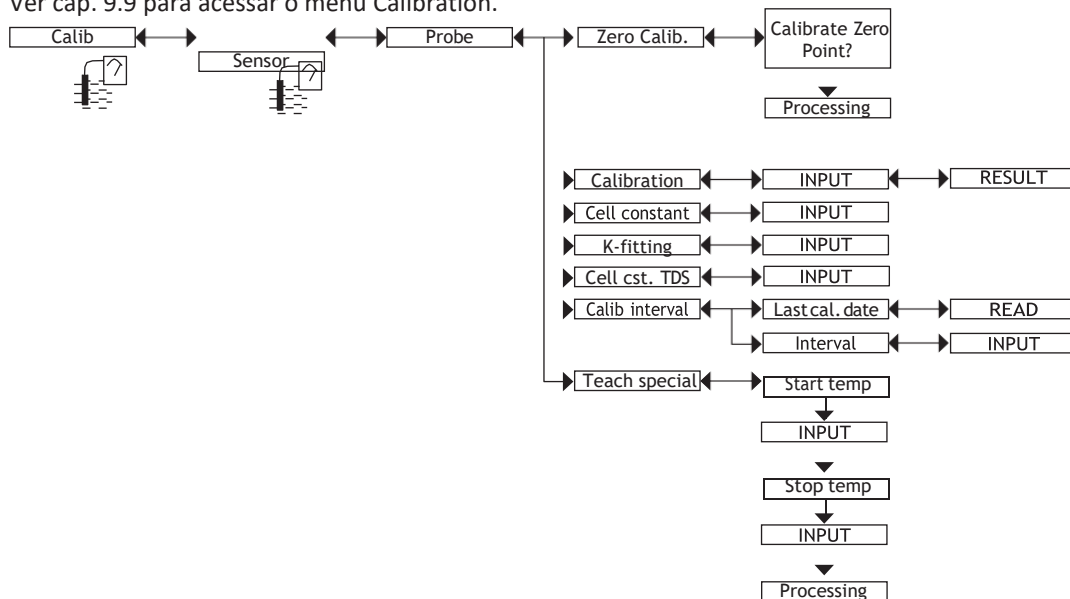 Ver cap. 9.9 para acessar o menu Calibration.
Calib
Sensor
Probe
Zero Calib.
Calibrate Zero
Point?
Processing
Calibration
INPUT
RESULT
Cell constant
INPUT
K-fitting
INPUT
Cell cst. TDS
INPUT
Calib interval
Last cal. date
READ
Interval
INPUT
Teach special
Start temp
INPUT
Stop temp
INPUT
Processing